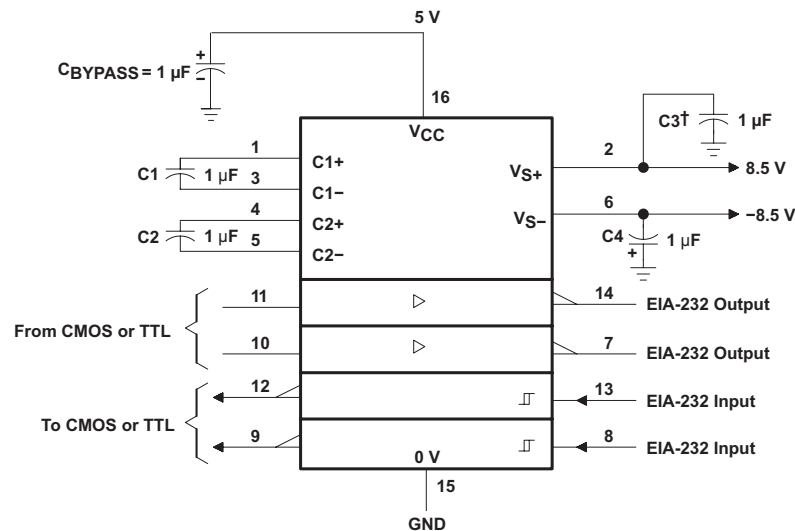 5 V
CBYPASS = 1 µF
+
−
16
VCC
C3†
1 µF
1
C1+
2
VS+
8.5 V
C1
1 µF
3
C1−
4
C2+
6
VS−
−8.5 V
C2
1 µF
5
C2−
C4
1 µF
+
11
14
EIA-232 Output
From CMOS or TTL
10
7
EIA-232 Output
12
13
EIA-232 Input
To CMOS or TTL
9
8
EIA-232 Input
0 V
15
GND